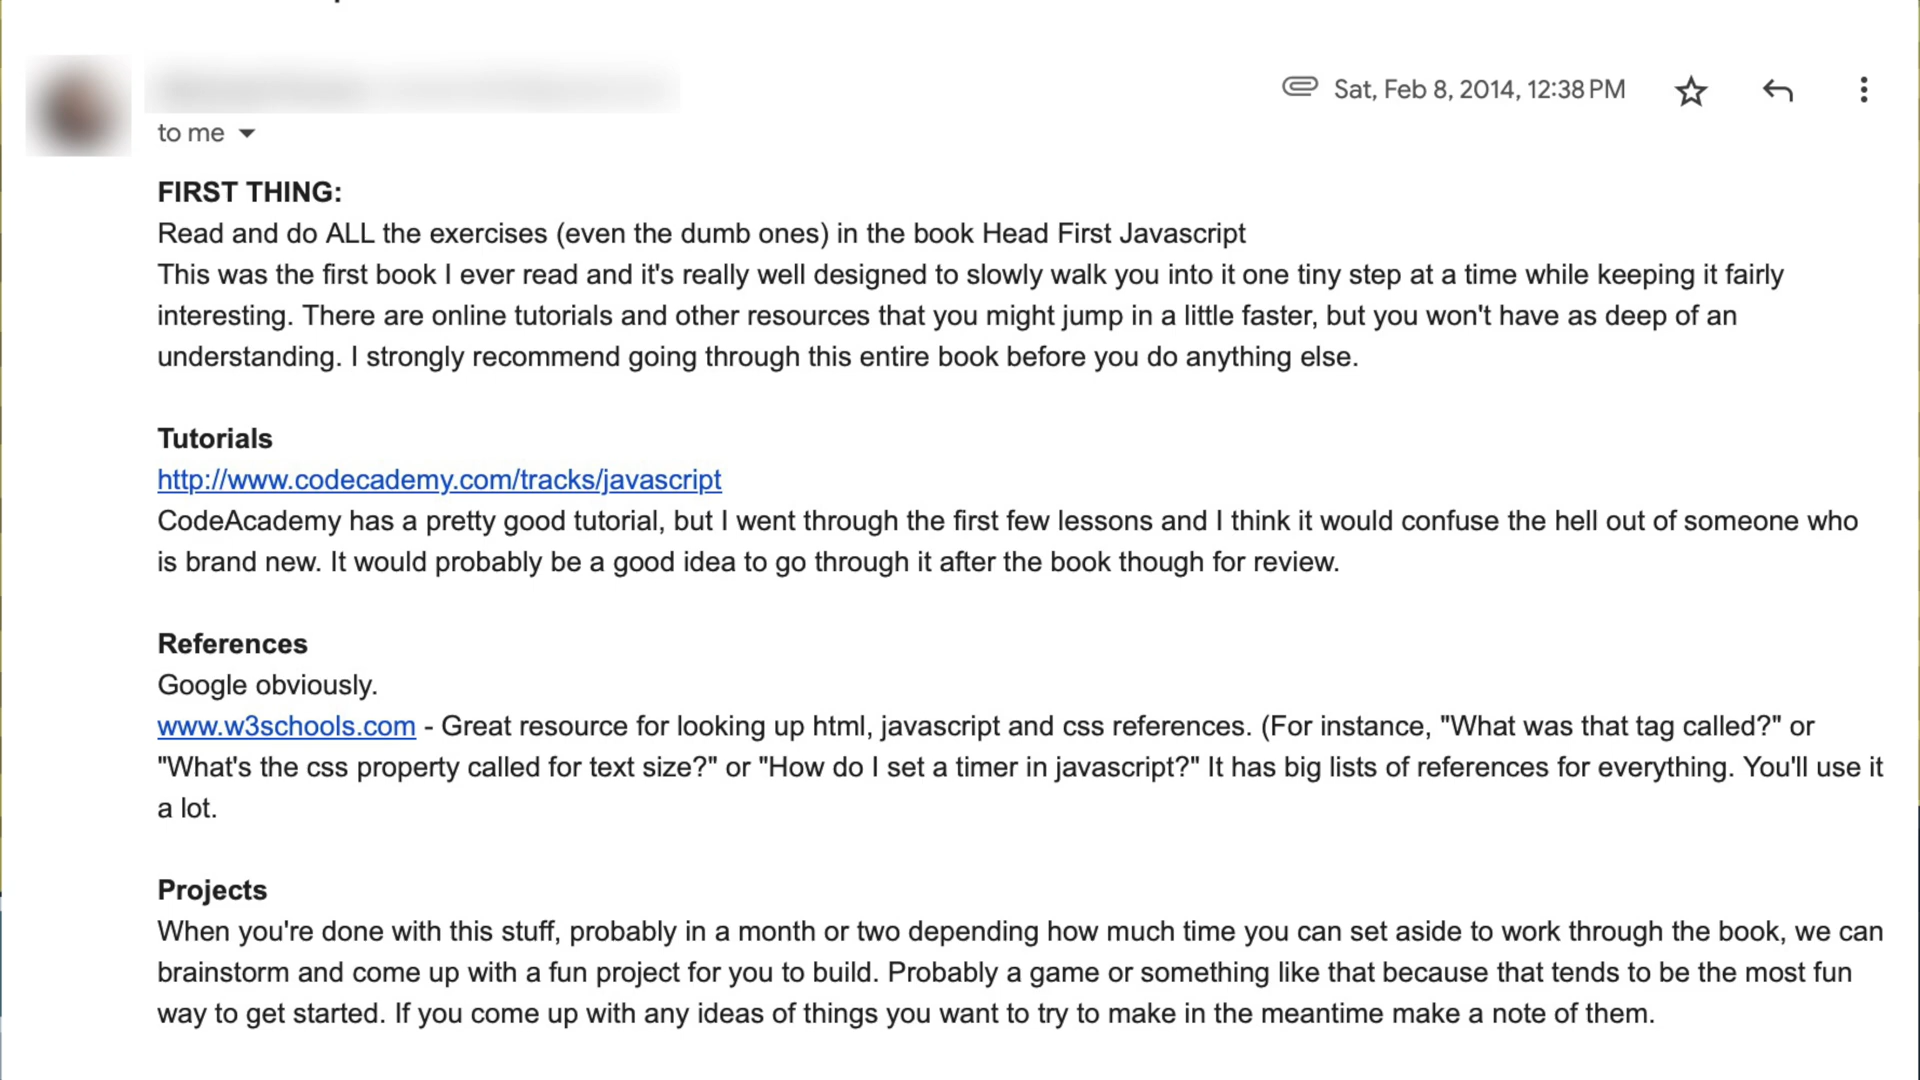 Sat, Feb 8, 2014, 12:38 PM
to me
FIRST THING:
Read and do ALL the exercises (even the dumb ones) in the book Head First Javascript
This was the first book I ever read and it's really well designed to slowly walk you into it one tiny step at a time while keeping it fairly
interesting. There are online tutorials and other resources that you might jump in a little faster, but you won't have as deep of an
understanding. I strongly recommend going through this entire book before you do anything else.
Tutorials
http://www.codecademy.com/tracks/javascript
CodeAcademy has a pretty good tutorial, but I went through the first few lessons and I think it would confuse the hell out of someone who
is brand new. It would probably be a good idea to go through it after the book though for review.
References
Google obviously.
www.w3schools.com - Great resource for looking up html, javascript and css references. (For instance, "What was that tag called?" or
"What's the css property called for text size?" or "How do I set a timer in javascript?" It has big lists of references for everything. You'll use it
a lot.
Projects
When you're done with this stuff, probably in a month or two depending how much time you can set aside to work through the book, we can
brainstorm and come up with a fun project for you to build. Probably a game or something like that because that tends to be the most fun
way to get started. If you come up with any ideas of things you want to try to make in the meantime make a note of them.